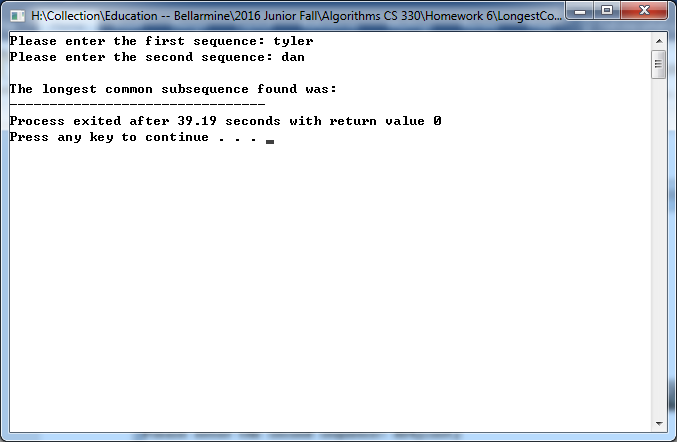 H:\Collection\Education -- Bellarmine\2016 Junior Fall\Algorithms CS 330\Homework 6\LongestCo...
Please enter the first sequence: tyler
Please enter the second sequence: dan
The longest common subsequence found was:
--------------------------------
Process exited after 39.19 seconds with return value 0
Press any key to continue . . .